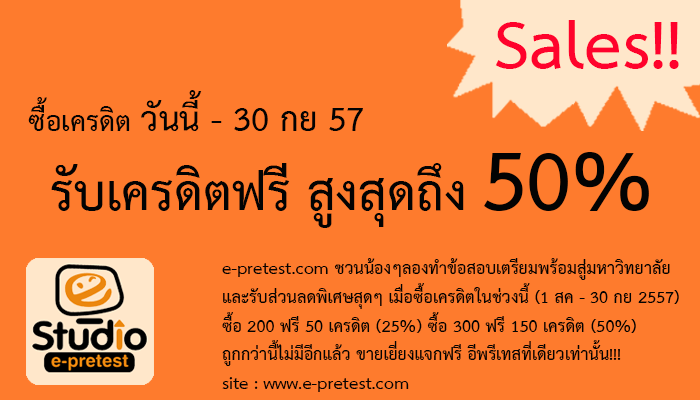 Sales!!
ซื้อเครดิต วันนี้ - 30 กย 57
รับเครดิตฟรี สูงสุดถึง 50%
e-pretest.com ชวนน้องๆลองทำข้อสอบเตรียมพร้อมสู่มหาวิทยาลัย
และรับส่วนลดพิเศษสุดๆ เมื่อซื้อเครดิตในช่วงนี้ (1 สค - 30 กย 2557)
ซื้อ 200 ฟรี 50 เครดิต (25%) ซื้อ 300 ฟรี 150 เครดิต (50%)
ถูกกว่านี้ไม่มีอีกแล้ว ขายเยี่ยงแจกฟรี อีพรีเทสที่เดียวเท่านั้น!!!
site : www.e-pretest.com
Studio
e-pretest